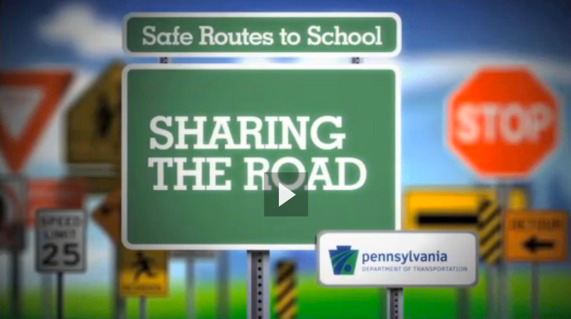 Safe Routes to School
SHARING
THE ROAD
STOP
SPEED
LIMIT
25
DETOUR
pennsylvania
DEPARTMENT OF TRANSPORTATION